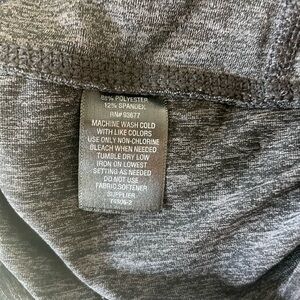 88% POLYESTER
12% SPANDEX
RN# 93677
MACHINE WASH COLD
WITH LIKE COLORS
USE ONLY NON-CHLORINE
BLEACH WHEN NEEDED
TUMBLE DRY LOW
IRON ON LOWEST
SETTING AS NEEDED
DO NOT USE
FABRIC SOFTENER
SUPPLIER